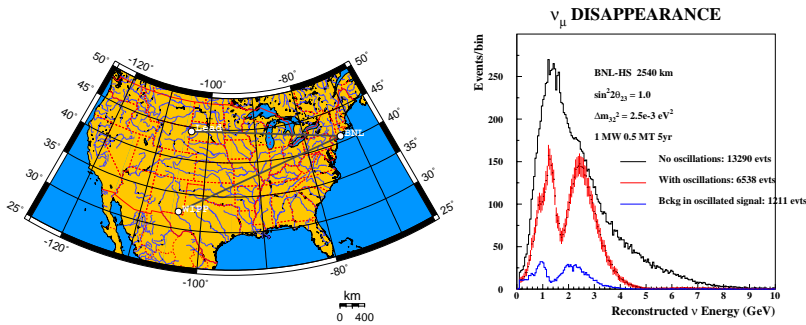 -120° -100° -80°
50° 50°
45° 45°
40° 40°
35° 35°
30° 30°
25° 25°
-100° -80°
Lead
BNL
WIPP
km
0 400
νμ DISAPPEARANCE
Events/bin
BNL-HS 2540 km
sin²2θ₂₃ = 1.0
Δm₃₂² = 2.5e-3 eV²
1 MW 0.5 MT 5yr
No oscillations: 13290 evts
With oscillations: 6538 evts
Bckg in oscillated signal: 1211 evts
250
200
150
100
50
0
0 1 2 3 4 5 6 7 8 9 10
Reconstructed ν Energy (GeV)